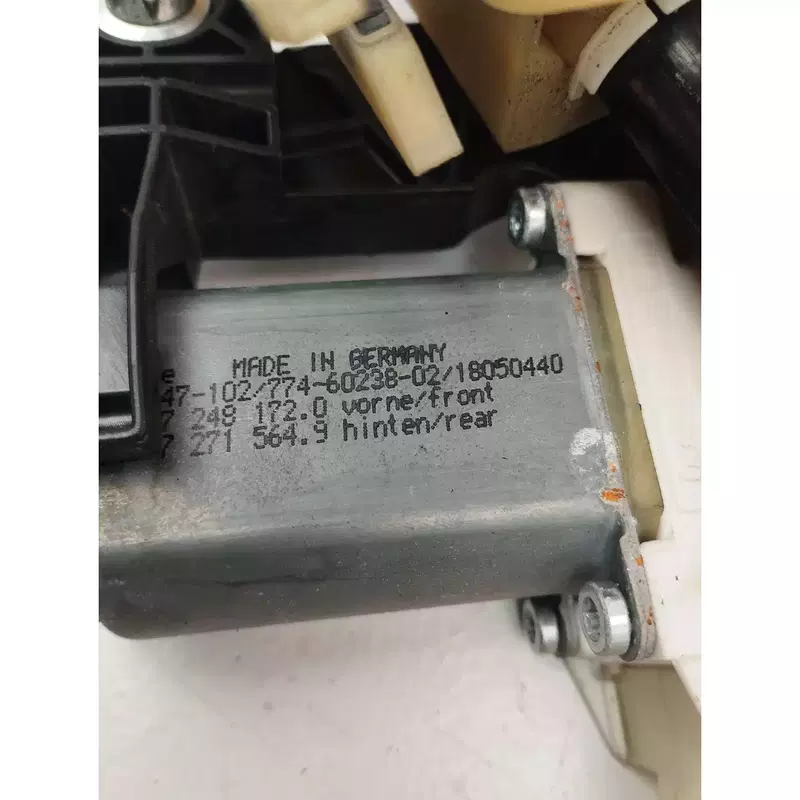 e
MADE IN GERMANY
47-102/774-60238-02/18050440
7 248 172.0 vorne/front
7 271 564.9 hinten/rear